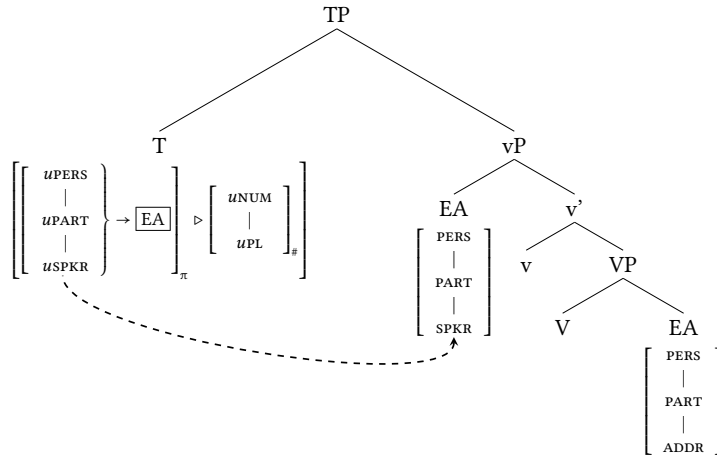 TP
T vP
uPERS
uPART → EA
uSPKR
π
▷
uNUM
uPL
#
EA v'
PERS
PART
SPKR
v VP
V EA
PERS
PART
ADDR